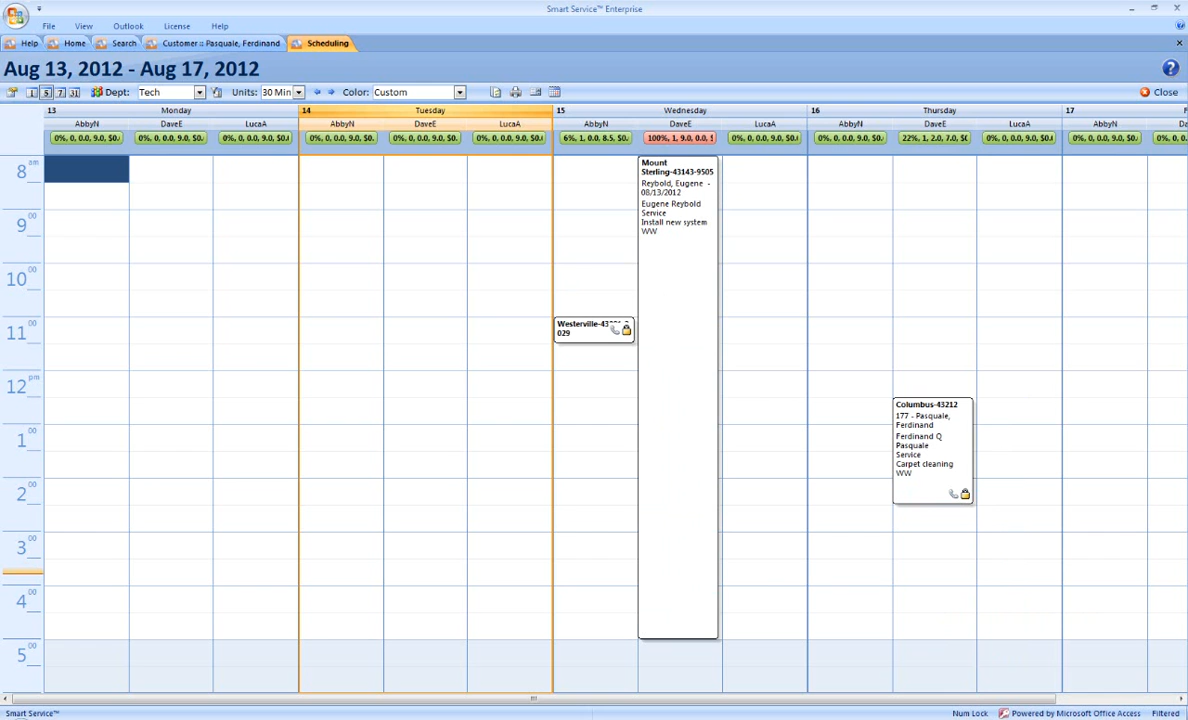 Smart Service™ Enterprise
File View Outlook License Help
Help Home Search Customer :: Pasquale, Ferdinand Scheduling
Aug 13, 2012 - Aug 17, 2012
1 5 7 31 Dept: Tech Units: 30 Min Color: Custom Close
13 Monday 14 Tuesday 15 Wednesday 16 Thursday 17
AbbyN DaveE LucaA AbbyN DaveE LucaA AbbyN DaveE LucaA AbbyN DaveE LucaA AbbyN
0%, 0, 0.0, 9.0, $0. 0%, 0, 0.0, 9.0, $0. 0%, 0, 0.0, 9.0, $0. 0%, 0, 0.0, 9.0, $0. 0%, 0, 0.0, 9.0, $0. 0%, 0, 0.0, 9.0, $0. 6%, 1, 0.0, 8.5, $0. 100%, 1, 9.0, 0.0, 0%, 0, 0.0, 9.0, $0. 0%, 0, 0.0, 9.0, $0. 22%, 1, 2.0, 7.0, 0%, 0, 0.0, 9.0, $0. 0%, 0, 0.0, 9.0, $0.
8 am
9 00
10 00
11 00
12 pm
1 00
2 00
3 00
4 00
5 00
Mount
Sterling-43143-9505
Reybold, Eugene -
08/13/2012
Eugene Reybold
Service
Install new system
WW
Westerville-43
029
Columbus-43212
177 - Pasquale,
Ferdinand
Ferdinand Q
Pasquale
Service
Carpet cleaning
WW
Smart Service™ Num Lock Powered by Microsoft Office Access Filtered